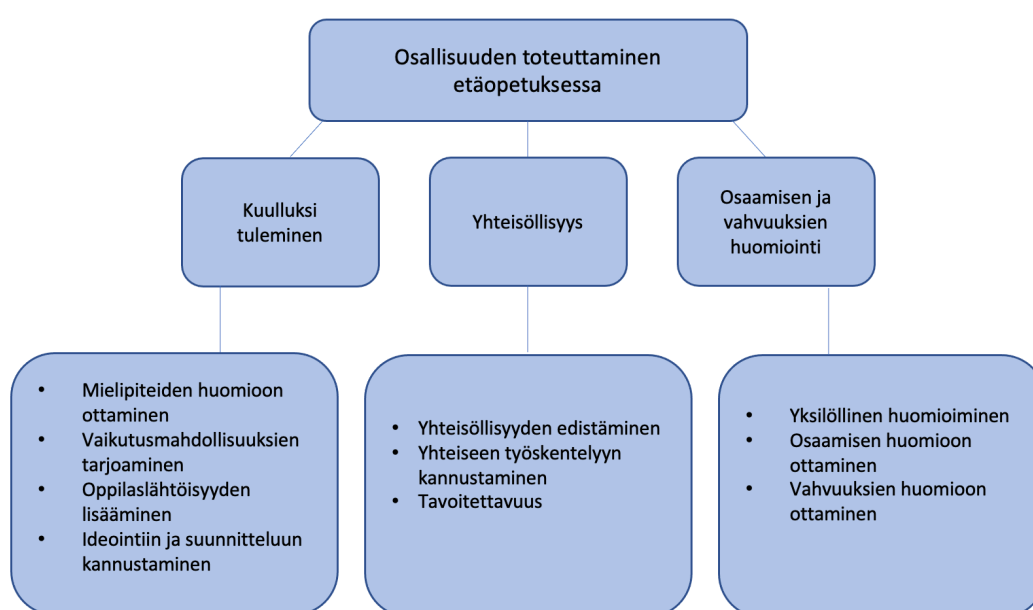 Osallisuuden toteuttaminen
etäopetuksessa
Kuulluksi
tuleminen
Yhteisöllisyys
Osaamisen ja
vahvuuksien
huomiointi
• Mielipiteiden huomioon
ottaminen
• Vaikutusmahdollisuuksien
tarjoaminen
• Oppilaslähtöisyyden
lisääminen
• Ideointiin ja suunnitteluun
kannustaminen
• Yhteisöllisyyden edistäminen
• Yhteiseen työskentelyyn
kannustaminen
• Tavoitettavuus
• Yksilöllinen huomioiminen
• Osaamisen huomioon
ottaminen
• Vahvuuksien huomioon
ottaminen